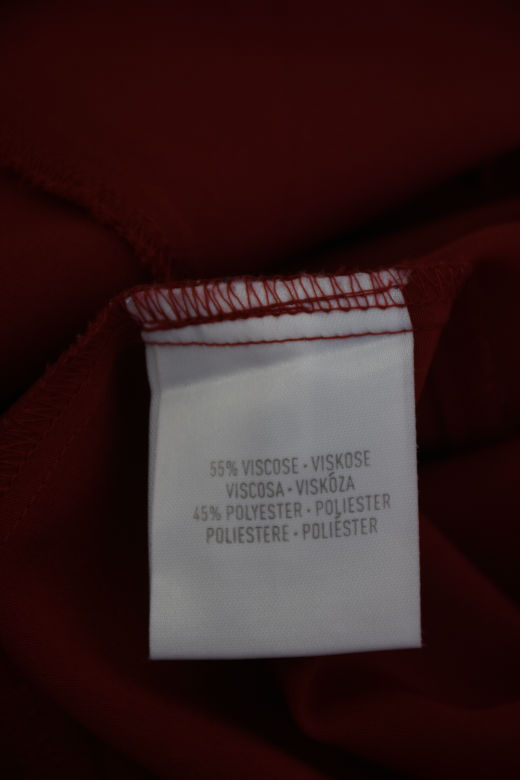 55% VISCOSE • VISKOSE
VISCOSA • VISKÓZA
45% POLYESTER • POLIESTER
POLIESTERE • POLIÉSTER